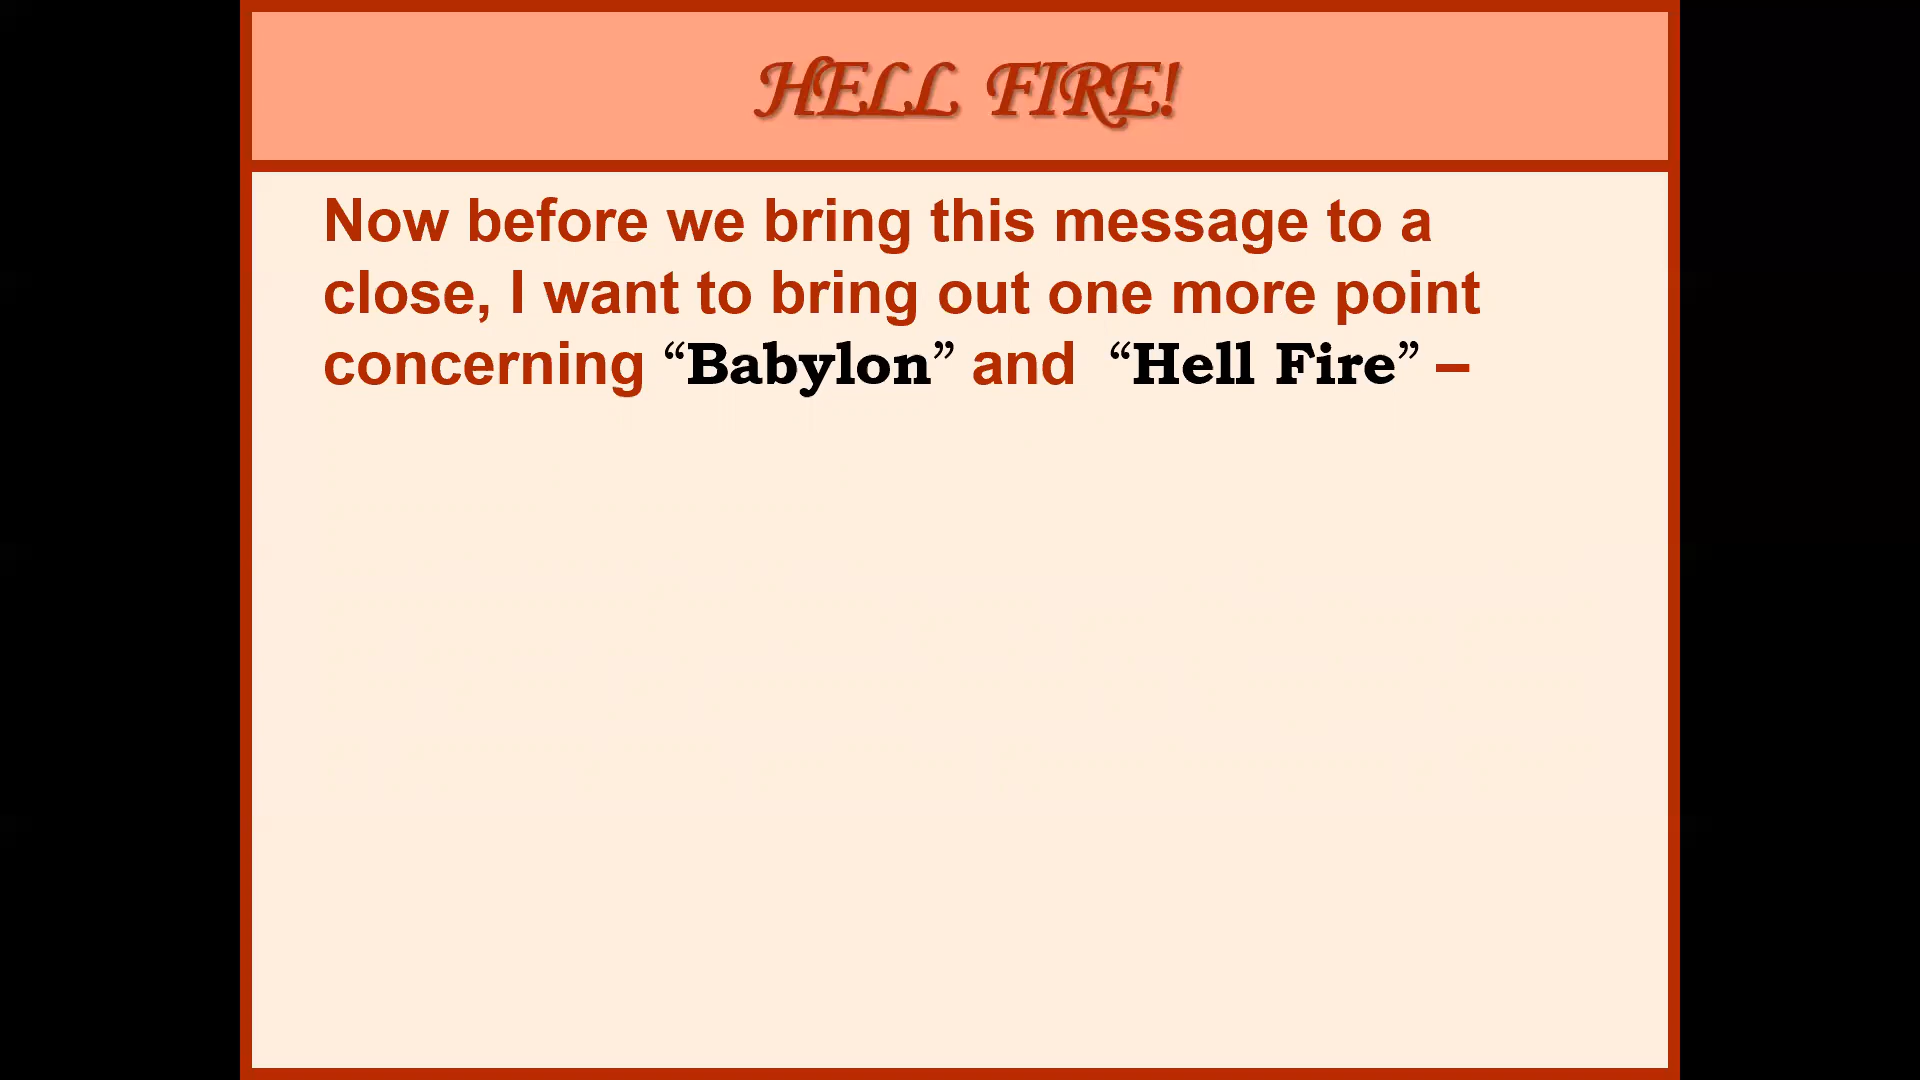 HELL FIRE!
Now before we bring this message to a
close, I want to bring out one more point
concerning “Babylon” and “Hell Fire” –